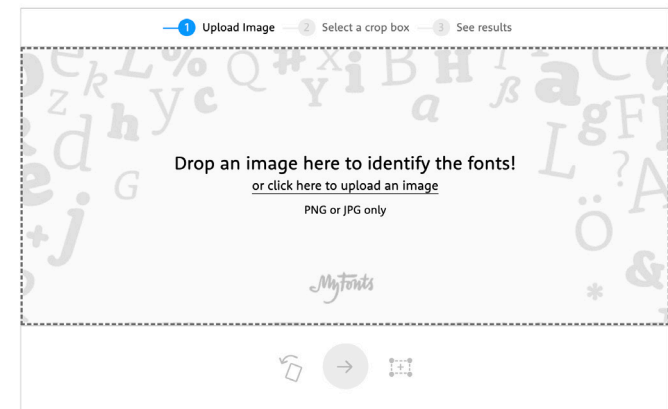 1 Upload Image 2 Select a crop box 3 See results
Drop an image here to identify the fonts!
or click here to upload an image
PNG or JPG only
MyFonts